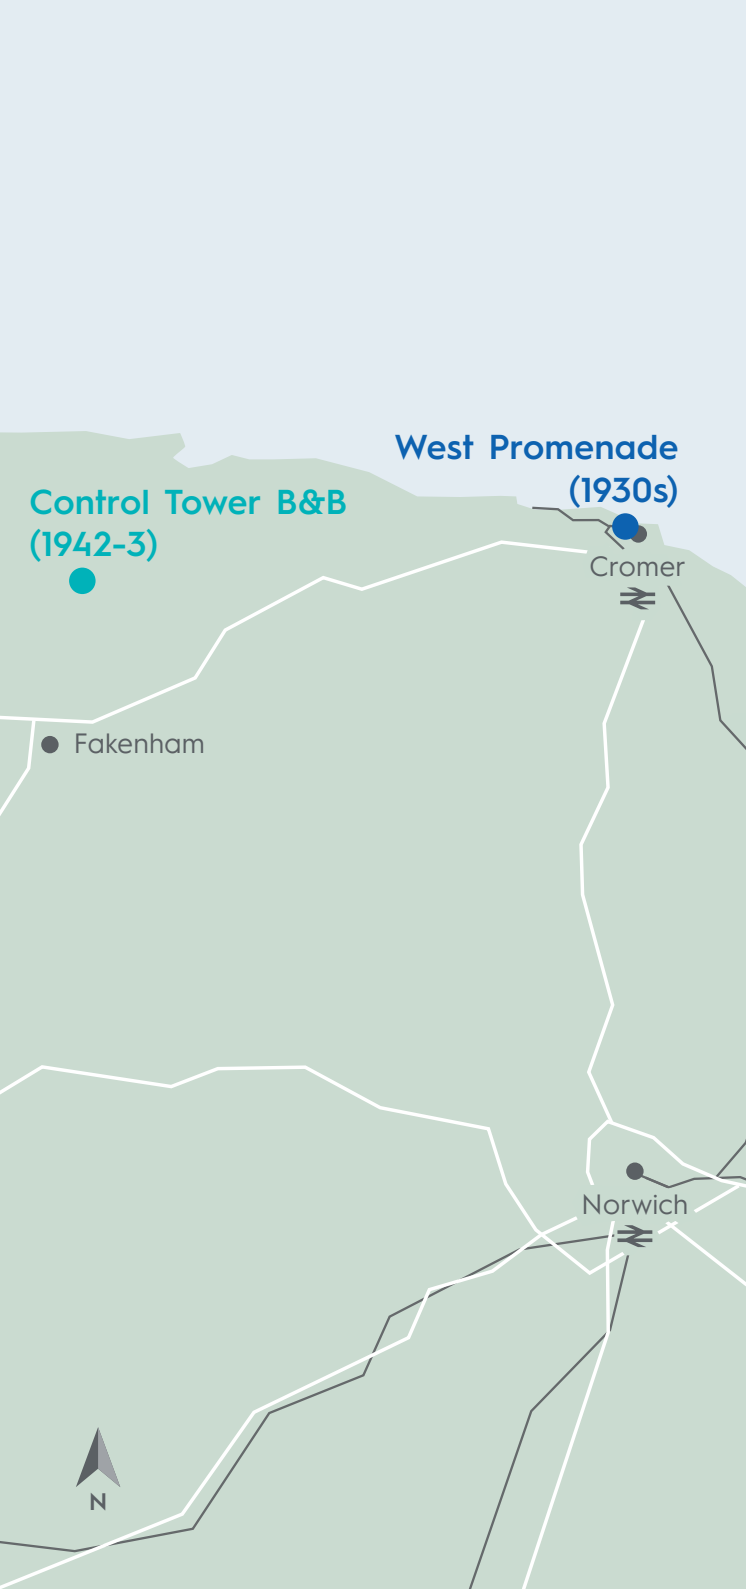 West Promenade
(1930s)
Control Tower B&B
(1942-3)
Cromer
Fakenham
Norwich
N